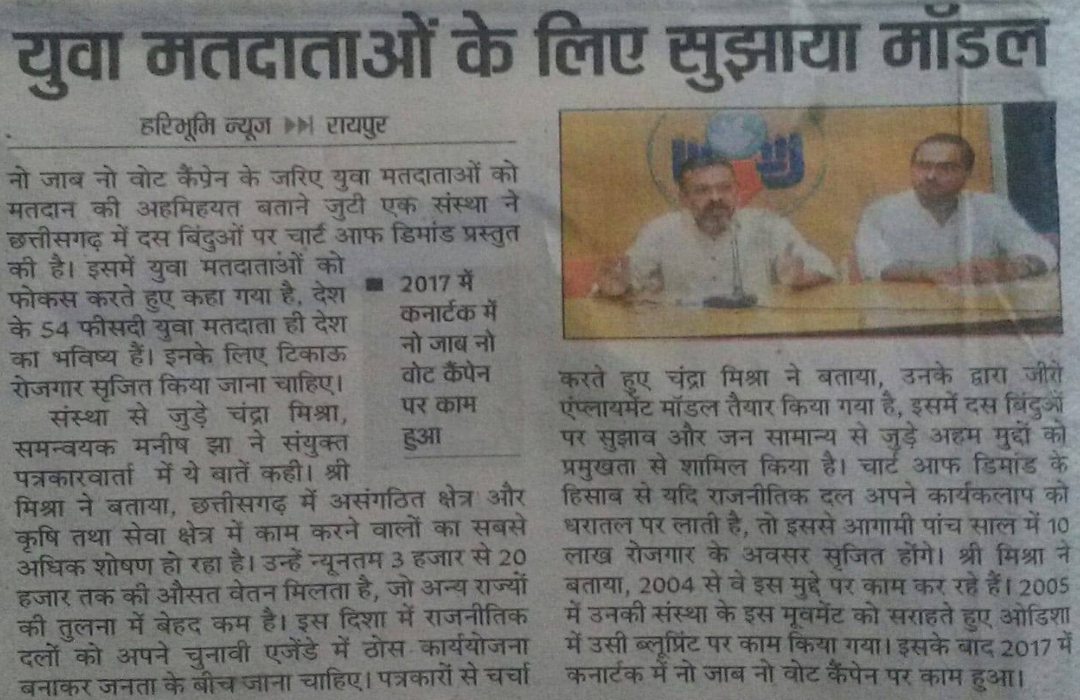 युवा मतदाताओं के लिए सुझाया मॉडल
हरिभूमि न्यूज ▶▶| रायपुर
नो जाब नो वोट कैंप्रेन के जरिए युवा मतदाताओं को
मतदान की अहमिहयत बताने जुटी एक संस्था ने
छत्तीसगढ़ में दस बिंदुओं पर चार्ट आफ डिमांड प्रस्तुत
की है। इसमें युवा मतदाताओं को
फोकस करते हुए कहा गया है, देश
के 54 फीसदी युवा मतदाता ही देश
का भविष्य हैं। इनके लिए टिकाऊ
रोजगार सृजित किया जाना चाहिए।
संस्था से जुड़े चंद्रा मिश्रा,
समन्वयक मनीष झा ने संयुक्त
पत्रकारवार्ता में ये बातें कही। श्री
मिश्रा ने बताया, छत्तीसगढ़ में असंगठित क्षेत्र और
कृषि तथा सेवा क्षेत्र में काम करने वालों का सबसे
अधिक शोषण हो रहा है। उन्हें न्यूनतम 3 हजार से 20
हजार तक की औसत वेतन मिलता है, जो अन्य राज्यों
की तुलना में बेहद कम है। इस दिशा में राजनीतिक
दलों को अपने चुनावी एजेंडे में ठोस कार्ययोजना
बनाकर जनता के बीच जाना चाहिए। पत्रकारों से चर्चा
■ 2017 में
कनार्टक में
नो जाब नो
वोट कैंपेन
पर काम
हुआ
करते हुए चंद्रा मिश्रा ने बताया, उनके द्वारा जीरो
एंप्लायमेंट मॉडल तैयार किया गया है, इसमें दस बिंदुओं
पर सुझाव और जन सामान्य से जुड़े अहम मुद्दों को
प्रमुखता से शामिल किया है। चार्ट आफ डिमांड के
हिसाब से यदि राजनीतिक दल अपने कार्यकलाप को
धरातल पर लाती है, तो इससे आगामी पांच साल में 10
लाख रोजगार के अवसर सृजित होंगे। श्री मिश्रा ने
बताया, 2004 से वे इस मुद्दे पर काम कर रहे हैं। 2005
में उनकी संस्था के इस मूवमेंट को सराहते हुए ओडिशा
में उसी ब्लूप्रिंट पर काम किया गया। इसके बाद 2017 में
कनार्टक में नो जाब नो वोट कैंपेन पर काम हुआ।